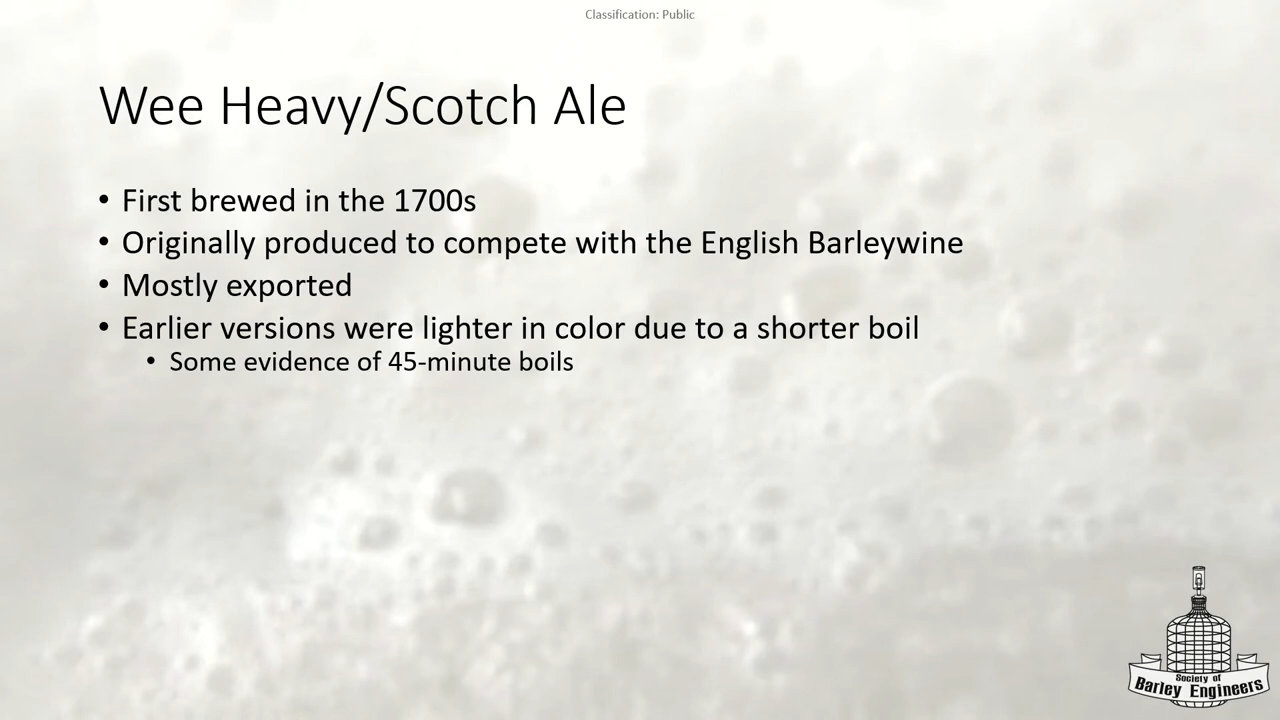 Classification: Public
Wee Heavy/Scotch Ale
• First brewed in the 1700s
• Originally produced to compete with the English Barleywine
• Mostly exported
• Earlier versions were lighter in color due to a shorter boil
• Some evidence of 45-minute boils
Society of
Barley Engineers